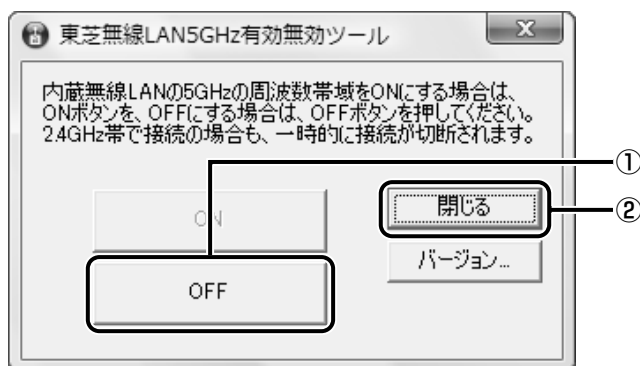 東芝無線LAN5GHz有効無効ツール
内蔵無線LANの5GHzの周波数帯域をONにする場合は、
ONボタンを、OFFにする場合は、OFFボタンを押してください。
2.4GHz帯で接続の場合も、一時的に接続が切断されます。
①
ON
閉じる
②
バージョン...
OFF